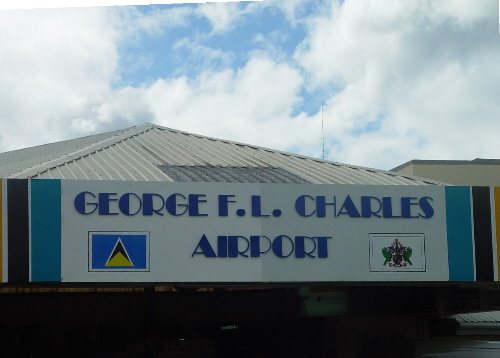 GEORGE F. L. CHARLES
AIRPORT